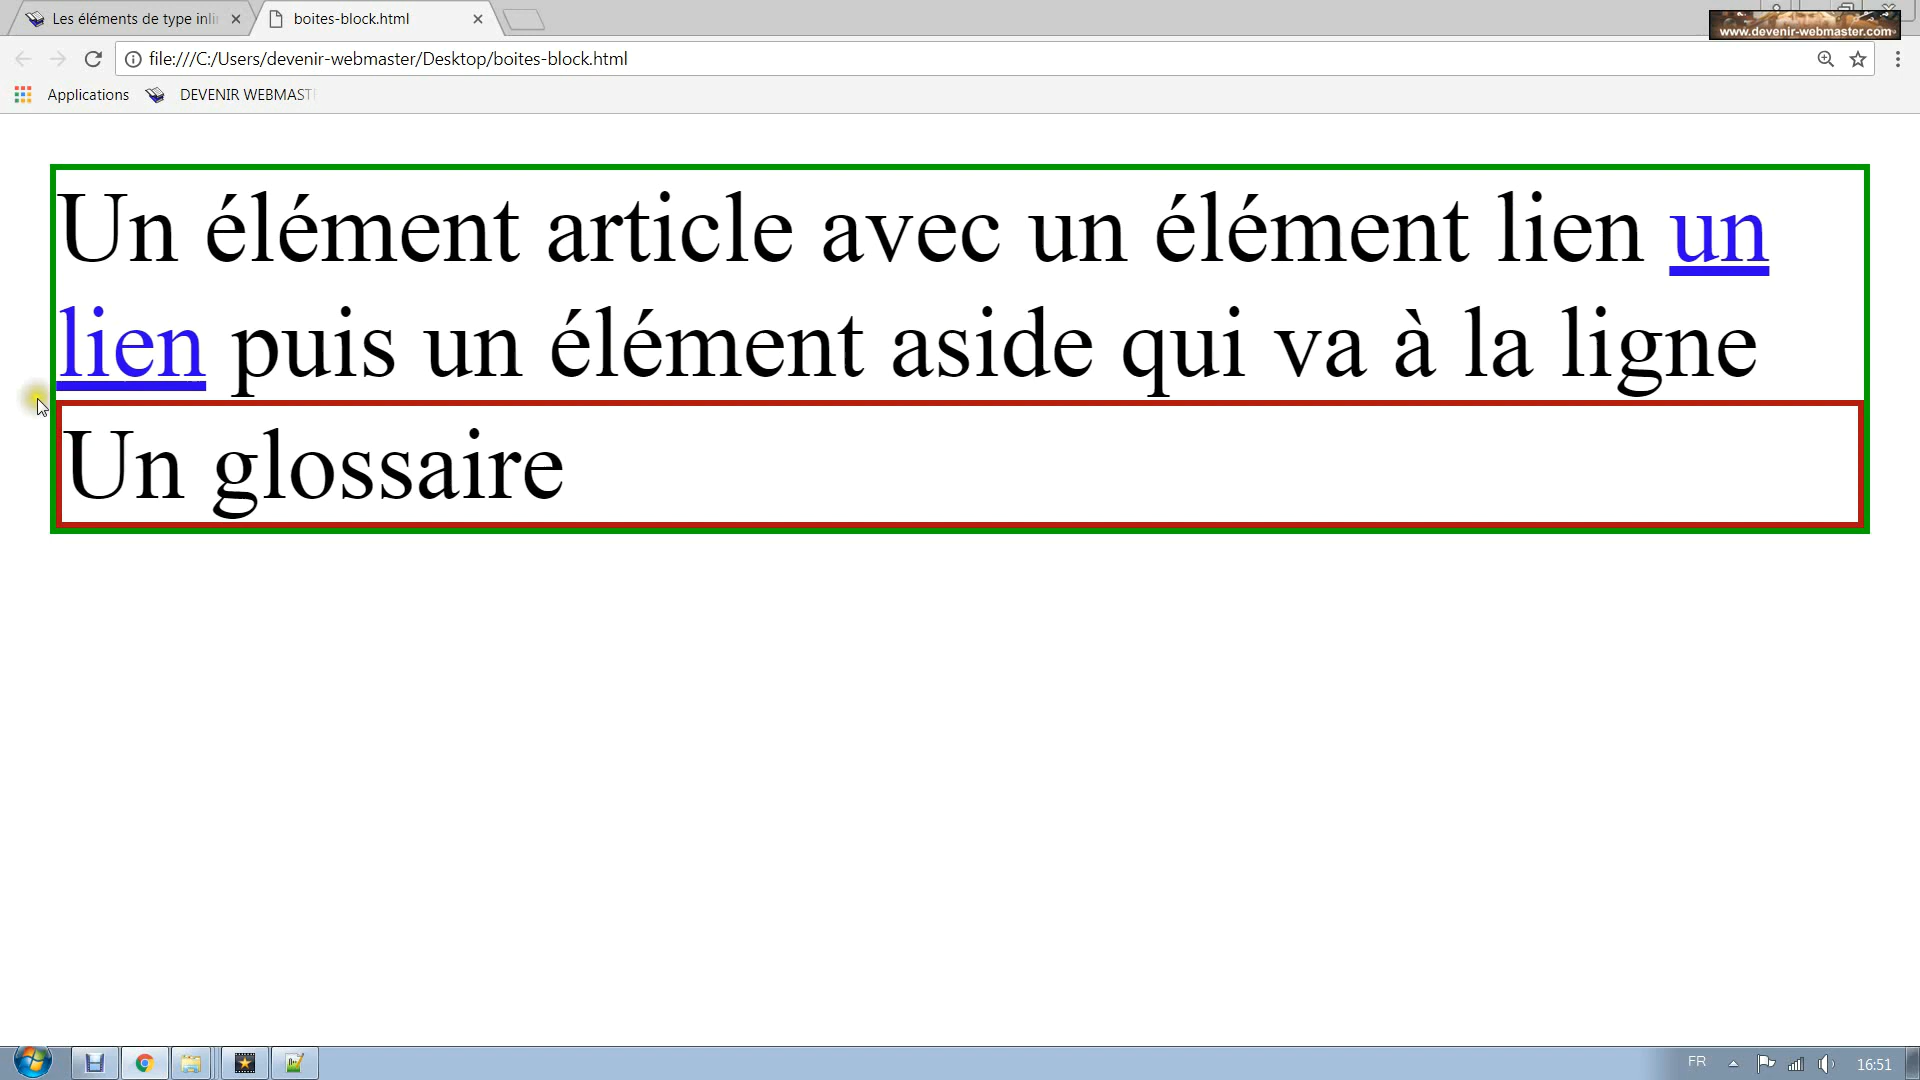 Les éléments de type inli
boites-block.html
www.devenir-webmaster.com
file:///C:/Users/devenir-webmaster/Desktop/boites-block.html
Applications
DEVENIR WEBMAST
Un élément article avec un élément lien un
lien puis un élément aside qui va à la ligne
Un glossaire
FR
16:51